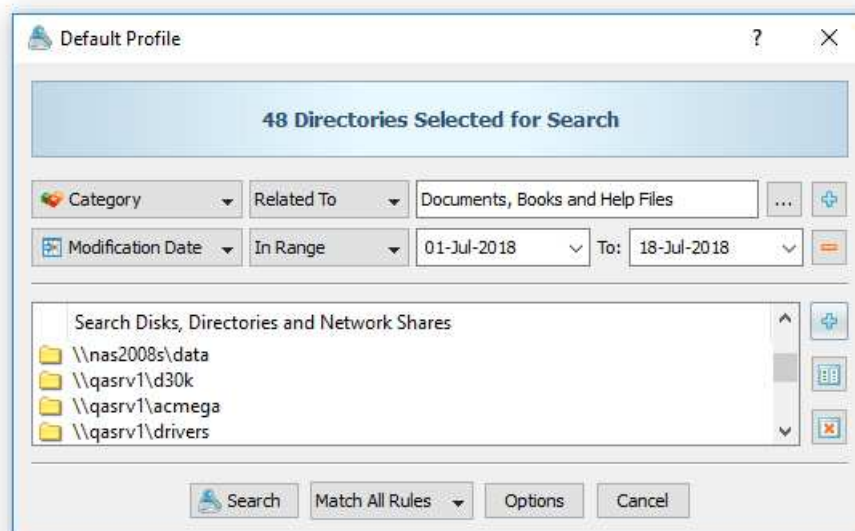 Default Profile ?
48 Directories Selected for Search
Category Related To Documents, Books and Help Files ...
Modification Date In Range 01-Jul-2018 To: 18-Jul-2018
Search Disks, Directories and Network Shares
\\nas2008s\data
\\qasrv1\d30k
\\qasrv1\acmega
\\qasrv1\drivers
Search Match All Rules Options Cancel